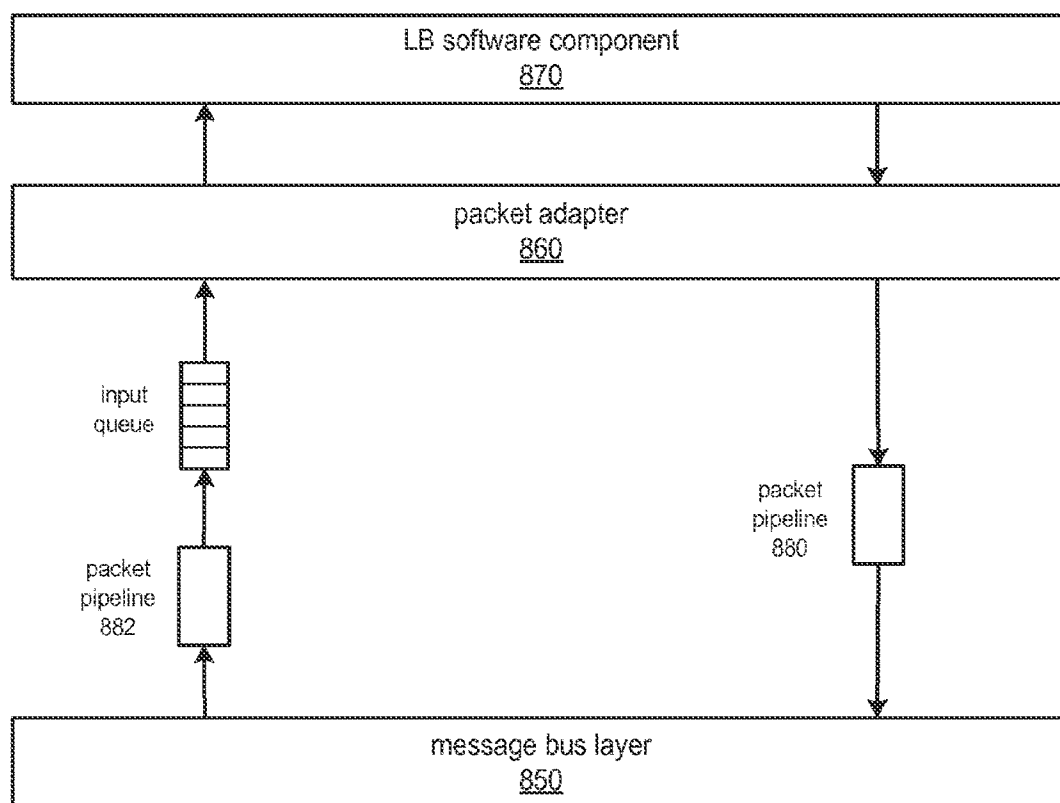 LB software component
870
packet adapter
860
input
queue
packet
pipeline
880
packet
pipeline
882
message bus layer
850